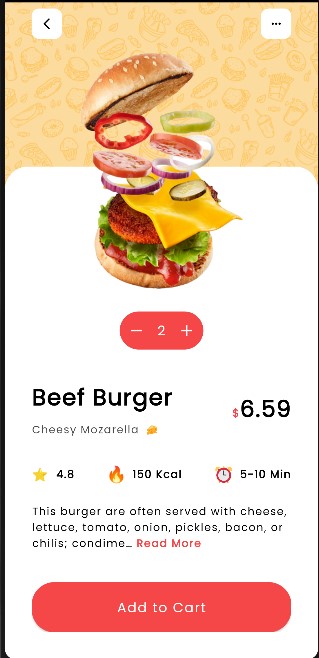 2
Beef Burger
$6.59
Cheesy Mozarella
4.8
150 Kcal
5-10 Min
This burger are often served with cheese,
lettuce, tomato, onion, pickles, bacon, or
chilis; condime... Read More
Add to Cart